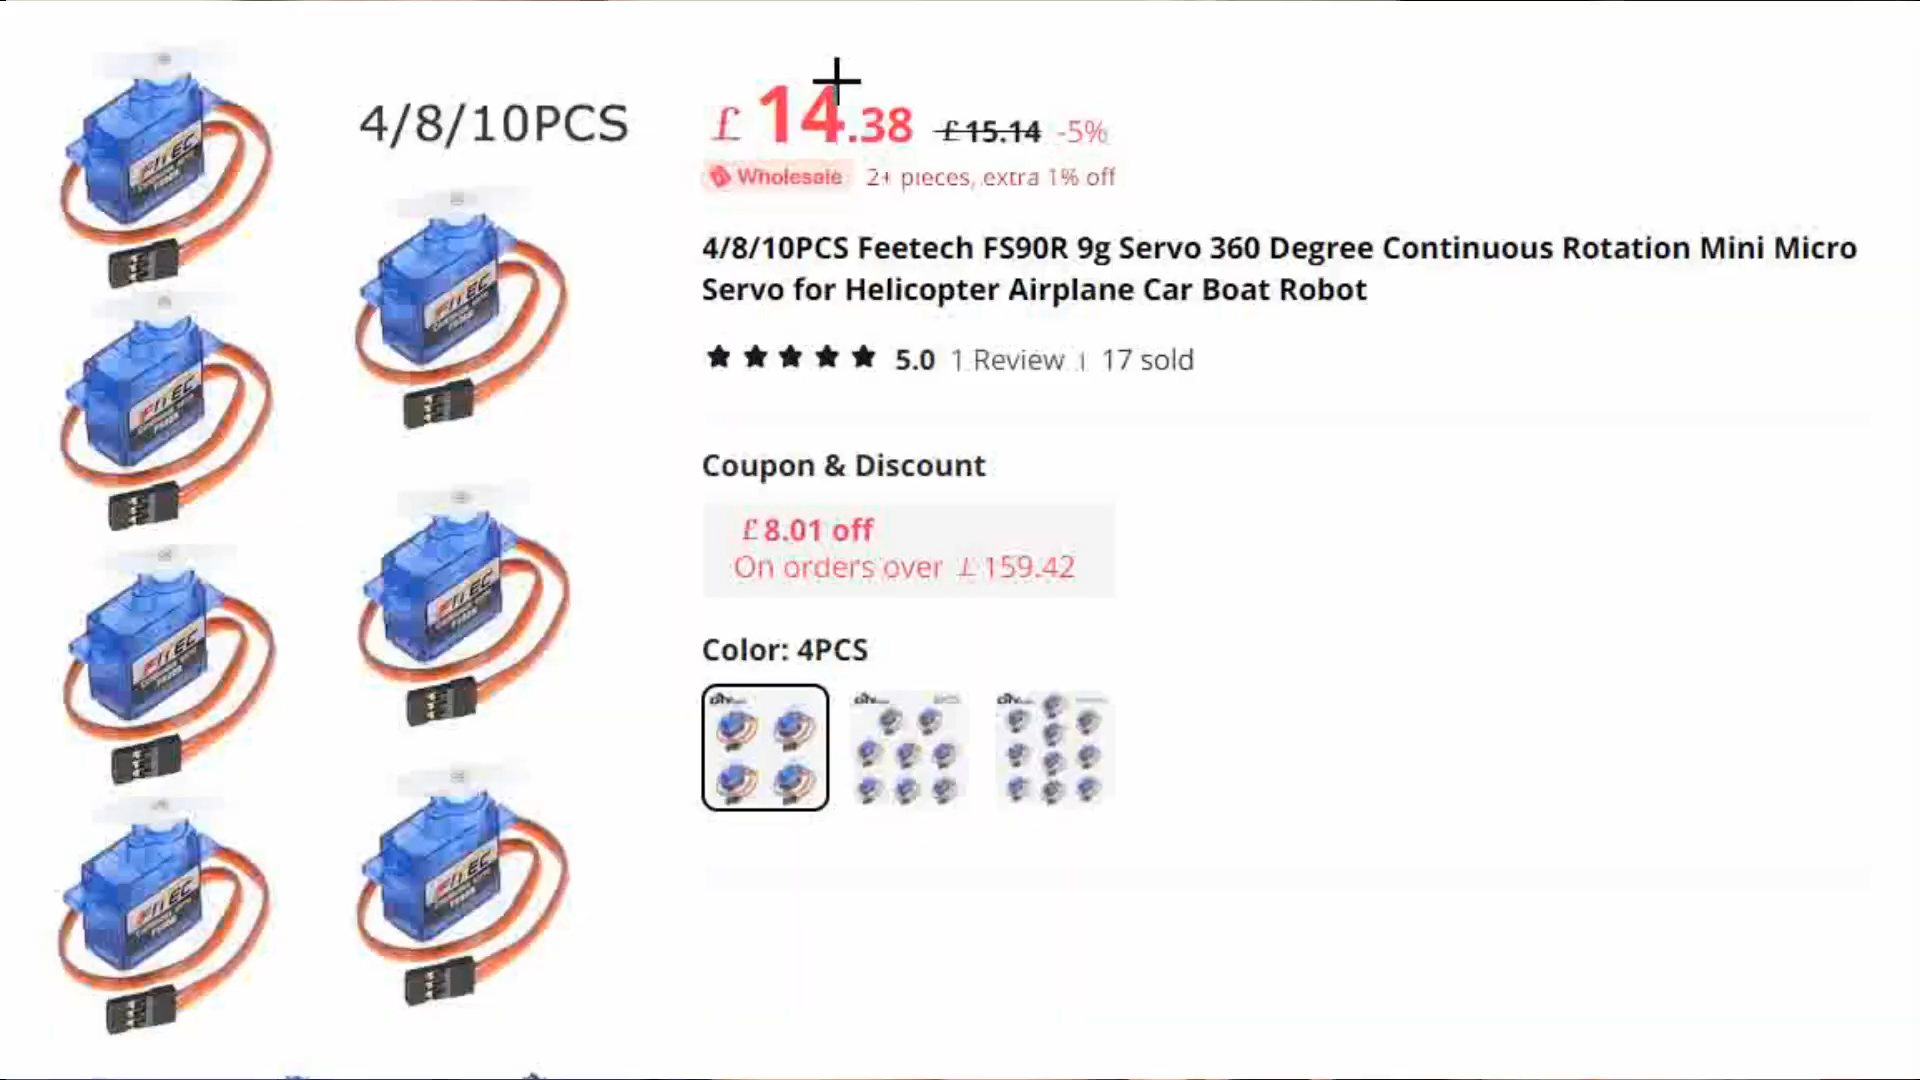 4/8/10PCS
£ 14.38 £15.14 -5%
Wholesale 2+ pieces, extra 1% off
4/8/10PCS Feetech FS90R 9g Servo 360 Degree Continuous Rotation Mini Micro
Servo for Helicopter Airplane Car Boat Robot
5.0 1 Review | 17 sold
Coupon & Discount
£8.01 off
On orders over £159.42
Color: 4PCS